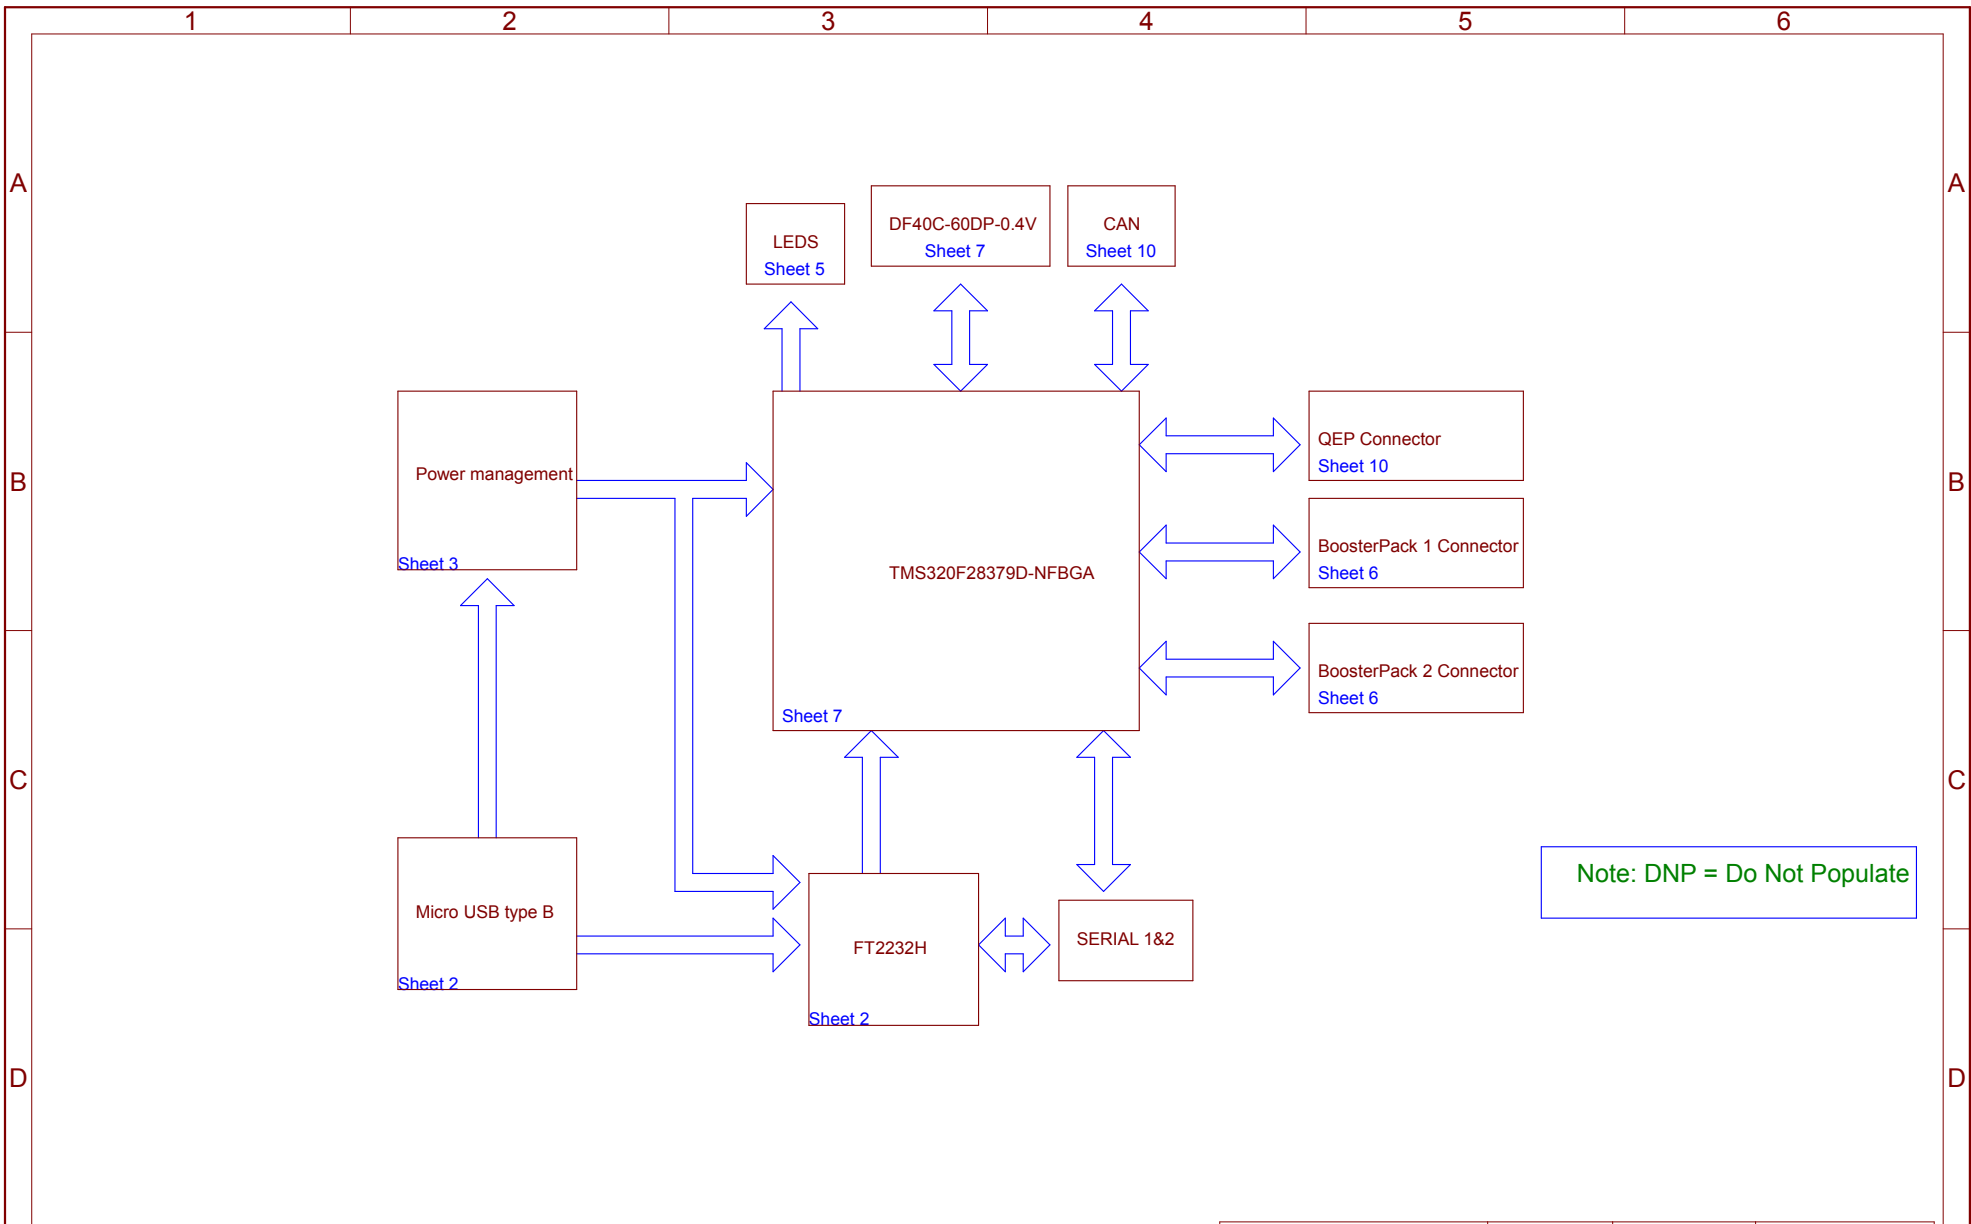 1 2 3 4 5 6
A A
DF40C-60DP-0.4V
CAN
LEDS
Sheet 7
Sheet 10
Sheet 5
QEP Connector
Sheet 10
Power management
B B
BoosterPack 1 Connector
Sheet 3
TMS320F28379D-NFBGA
Sheet 6
BoosterPack 2 Connector
Sheet 6
Sheet 7
C C
Note: DNP = Do Not Populate
Micro USB type B
SERIAL 1&2
FT2232H
Sheet 2
Sheet 2
D D